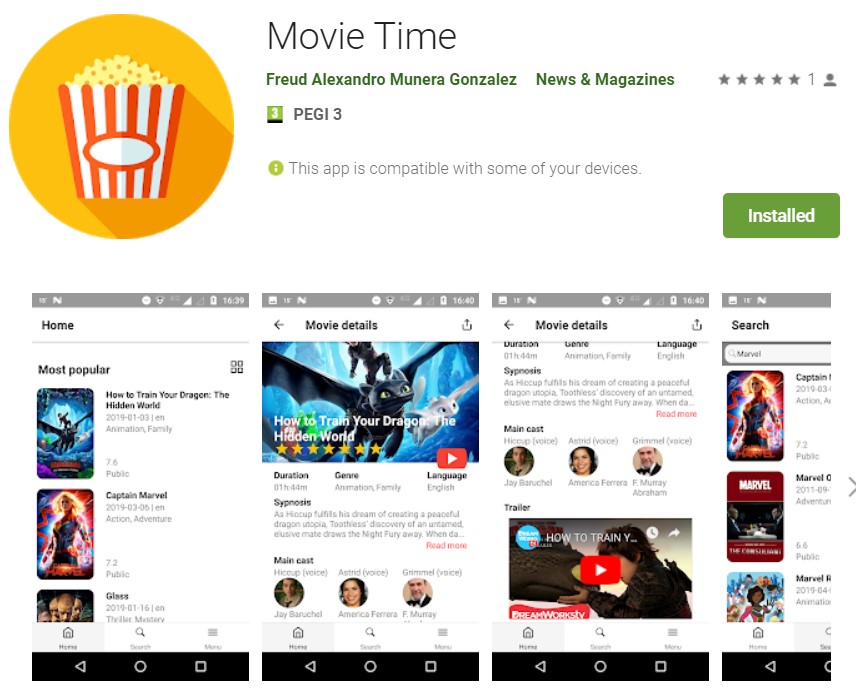 Movie Time
Freud Alexandro Munera Gonzalez News & Magazines 1
3 PEGI 3
This app is compatible with some of your devices.
Installed
16:39
Home
Most popular
How to Train Your Dragon: The
Hidden World
2019-01-03 | en
Animation, Family
7.6
Public
Captain Marvel
2019-03-06 | en
Action, Adventure
7.2
Public
Glass
2019-01-16 | en
Thriller, Mystery
Home Search Menu
16:40
Movie details
How to Train Your Dragon: The
Hidden World
Duration Genre Language
01h:44m Animation, Family English
Sypnosis
As Hiccup fulfills his dream of creating a peaceful
dragon utopia, Toothless' discovery of an untamed,
elusive mate draws the Night Fury away. When da...
Read more
Main cast
Hiccup (voice) Astrid (voice) Grimmel (voice)
Jay Baruchel America Ferrera F. Murray
Home Search Menu
16:40
Movie details
Duration Genre Language
01h:44m Animation, Family English
Sypnosis
As Hiccup fulfills his dream of creating a peaceful
dragon utopia, Toothless' discovery of an untamed,
elusive mate draws the Night Fury away. When da...
Read more
Main cast
Hiccup (voice) Astrid (voice) Grimmel (voice)
Jay Baruchel America Ferrera F. Murray
Abraham
Trailer
HOW TO TRAIN Y...
DREAMWORKStv
Home Search Menu
Search
Marvel
Captain
2019-03-
Action, A
7.2
Public
MARVEL
THE CONSULTANT
Marvel O
2011-09-
Short
6.6
Public
Marvel R
2019-04-
Animation
Home